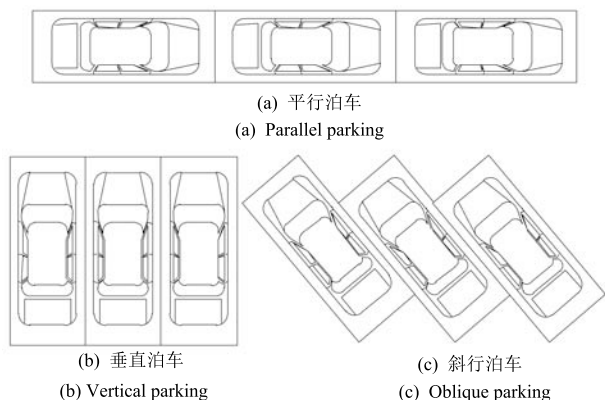 (a) 平行泊车
(a) Parallel parking
(b) 垂直泊车
(b) Vertical parking
(c) 斜行泊车
(c) Oblique parking